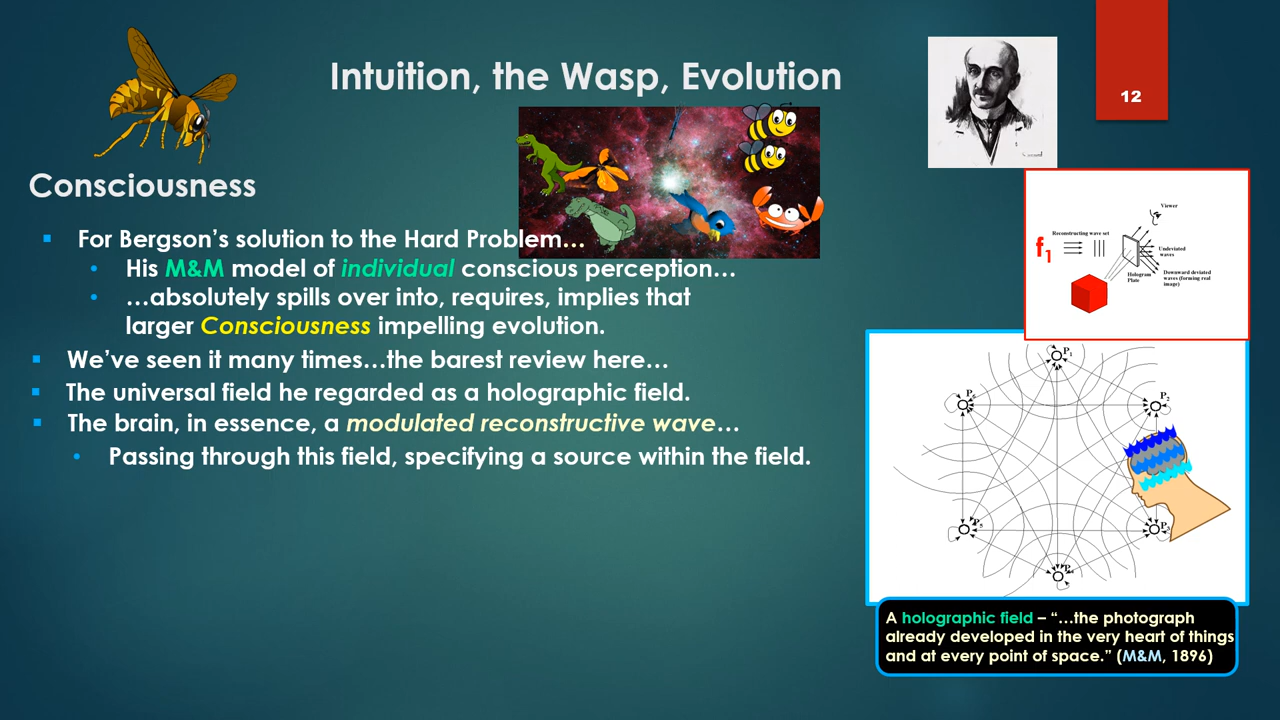 Intuition, the Wasp, Evolution
12
Consciousness
For Bergson's solution to the Hard Problem…
His M&M model of individual conscious perception…
…absolutely spills over into, requires, implies that
larger Consciousness impelling evolution.
We've seen it many times…the barest review here…
The universal field he regarded as a holographic field.
The brain, in essence, a modulated reconstructive wave…
Passing through this field, specifying a source within the field.
Viewer
Reconstructing wave set
f1
Undeviated
waves
Hologram
Plate
Downward deviated
waves (forming real
image)
P1
P2
P3
P5
A holographic field – "…the photograph
already developed in the very heart of things
and at every point of space." (M&M, 1896)